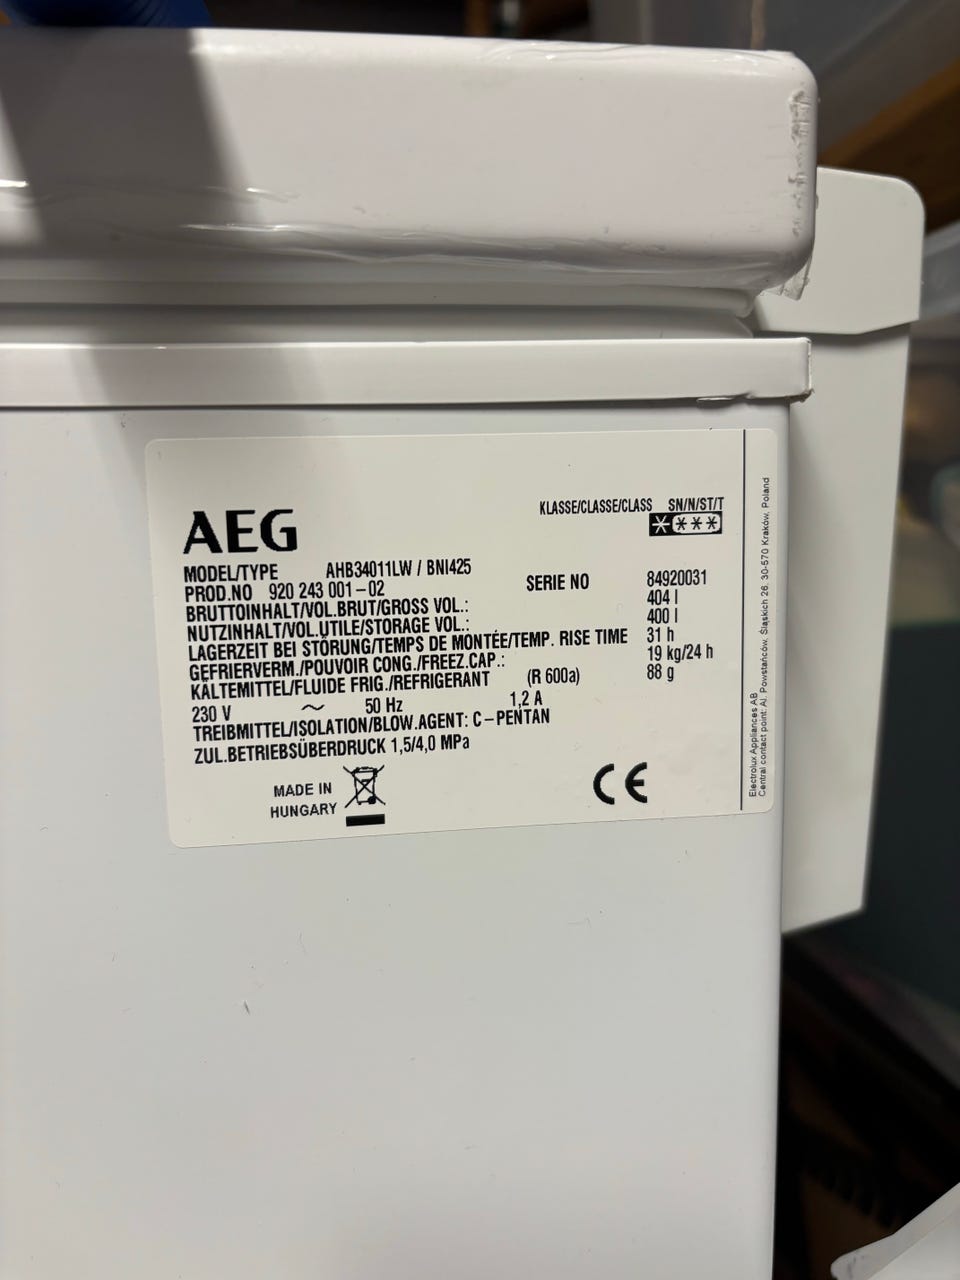 AEG
KLASSE/CLASSE/CLASS SN/N/ST/T
MODEL/TYPE AHB34011LW / BNI425
PROD.NO 920 243 001-02 SERIE NO 84920031
BRUTTOINHALT/VOL.BRUT/GROSS VOL.: 404 l
NUTZINHALT/VOL.UTILE/STORAGE VOL.: 400 l
LAGERZEIT BEI STÖRUNG/TEMPS DE MONTÉE/TEMP. RISE TIME 31 h
GEFRIERVERM./POUVOIR CONG./FREEZ.CAP.: 19 kg/24 h
KÄLTEMITTEL/FLUIDE FRIG./REFRIGERANT (R 600a) 88 g
230 V ~ 50 Hz 1,2 A
TREIBMITTEL/ISOLATION/BLOW.AGENT: C-PENTAN
ZUL.BETRIEBSÜBERDRUCK 1,5/4,0 MPa
MADE IN
HUNGARY
CE
Electrolux Appliances AB
Central contact point: Al. Powstańców, Śląskich 26. 30-570 Kraków, Poland